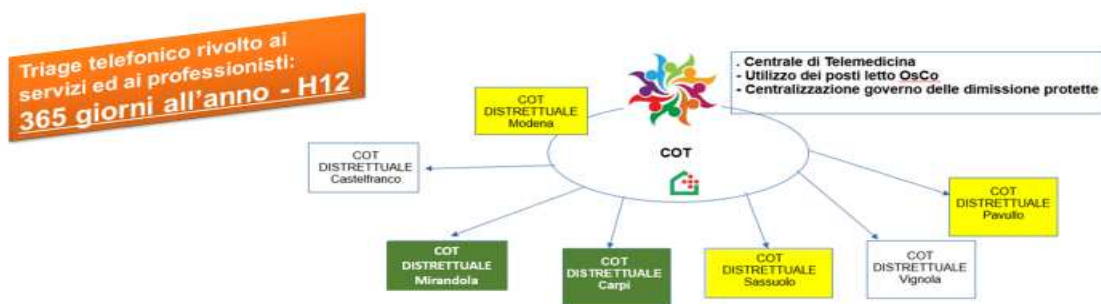 Triage telefonico rivolto ai
servizi ed ai professionisti:
365 giorni all'anno - H12
. Centrale di Telemedicina
- Utilizzo dei posti letto OsCo
- Centralizzazione governo delle dimissione protette
COT
DISTRETTUALE
Modena
COT
COT
DISTRETTUALE
Castelfranco
COT
DISTRETTUALE
Mirandola
COT
DISTRETTUALE
Carpi
COT
DISTRETTUALE
Sassuolo
COT
DISTRETTUALE
Vignola
COT
DISTRETTUALE
Pavullo